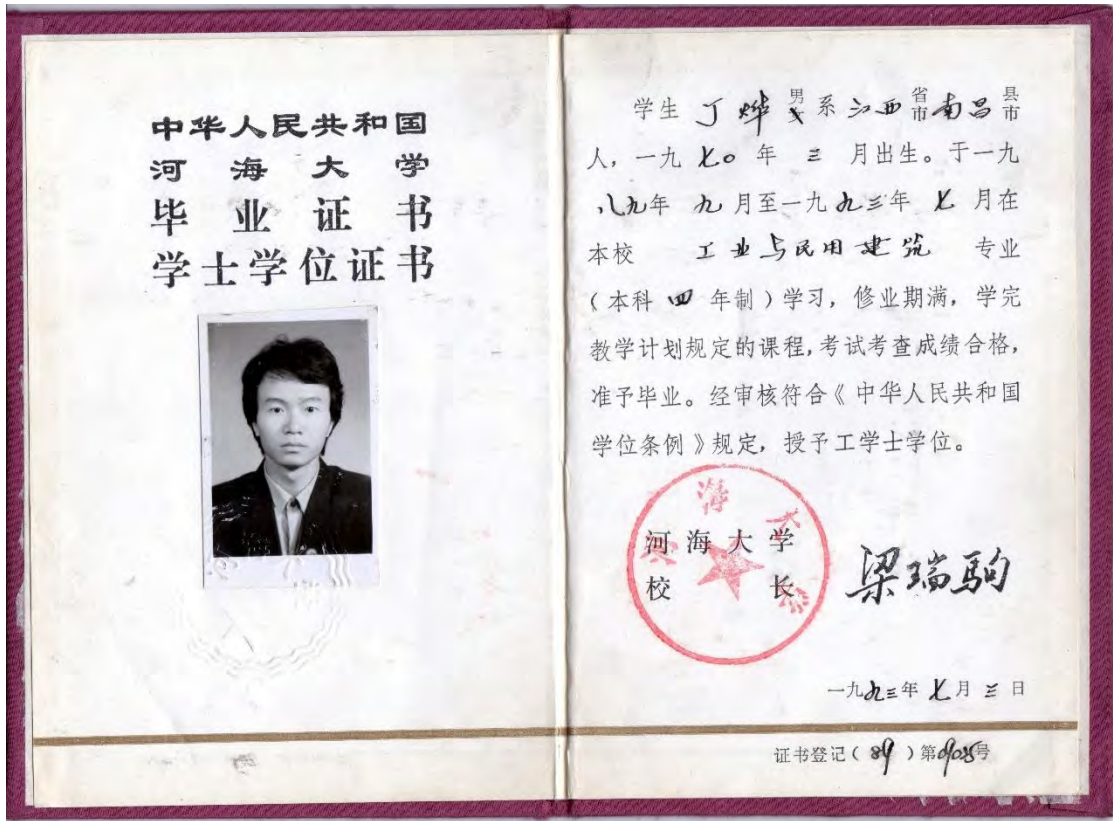 中华人民共和国
河海大学
毕业证书
学士学位证书
学生 丁烨 男女 系 江西 省市 南昌 县市
人，一九七〇年 三 月出生。于一九
八九年 九 月至一九九三年 七 月在
本校 工业与民用建筑 专业
（本科 四 年制）学习，修业期满，学完
教学计划规定的课程，考试考查成绩合格，
准予毕业。经审核符合《中华人民共和国
学位条例》规定，授予工学士学位。
河海大学
河海大学
校长 梁瑞驹
一九九三年 七月 三 日
证书登记（89）第 号